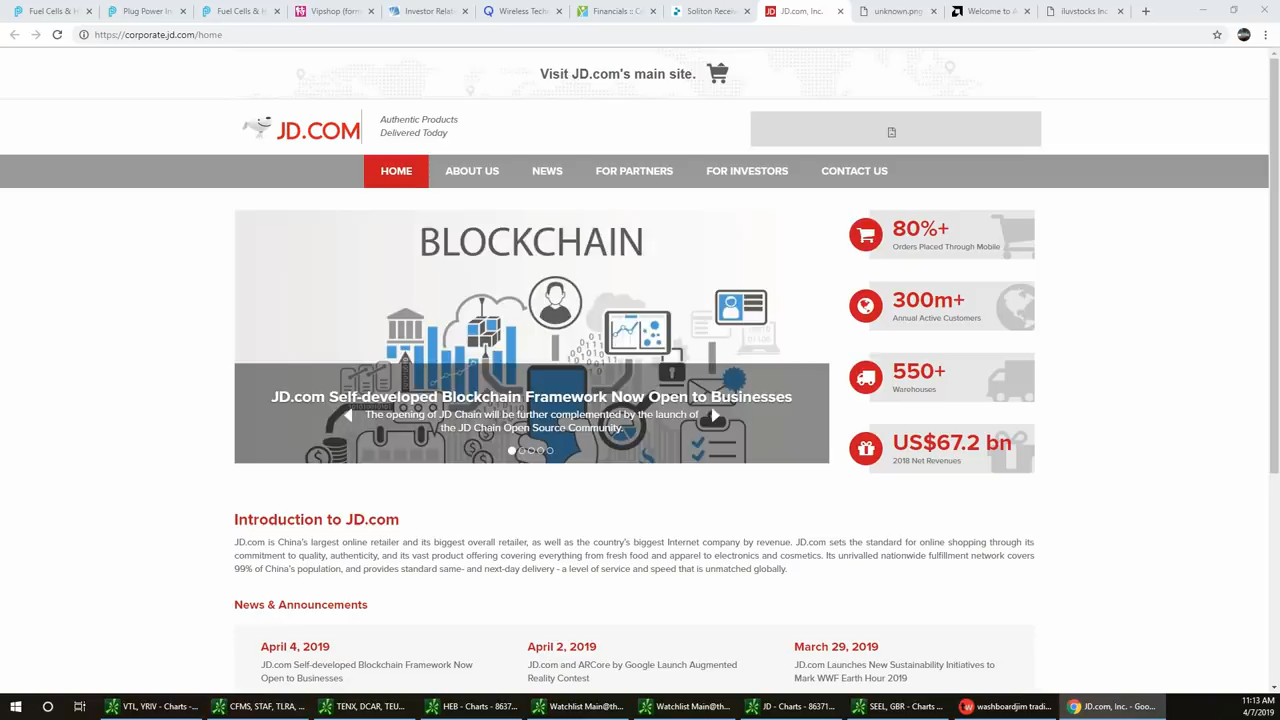 Fuel Cells & H
Plug Power In
Fuel Cells & H
Vipshop (form
Investor Relat
Wireless Tech
Financials :: C
Soliton Receiv
JD.com, Inc.
unknown.png
Welcome to A
iluvstocks Inc
https://corporate.jd.com/home
Visit JD.com's main site.
JD.COM
Authentic Products
Delivered Today
HOME ABOUT US NEWS FOR PARTNERS FOR INVESTORS CONTACT US
BLOCKCHAIN
JD.com Self-developed Blockchain Framework Now Open to Businesses
The opening of JD Chain will be further complemented by the launch of
the JD Chain Open Source Community.
80%+
Orders Placed Through Mobile
300m+
Annual Active Customers
550+
Warehouses
US$67.2 bn
2018 Net Revenues
Introduction to JD.com
JD.com is China's largest online retailer and its biggest overall retailer, as well as the country's biggest Internet company by revenue. JD.com sets the standard for online shopping through its
commitment to quality, authenticity, and its vast product offering covering everything from fresh food and apparel to electronics and cosmetics. Its unrivalled nationwide fulfillment network covers
99% of China's population, and provides standard same- and next-day delivery - a level of service and speed that is unmatched globally.
News & Announcements
April 4, 2019
JD.com Self-developed Blockchain Framework Now
Open to Businesses
April 2, 2019
JD.com and ARCore by Google Launch Augmented
Reality Contest
March 29, 2019
JD.com Launches New Sustainability Initiatives to
Mark WWF Earth Hour 2019
VTL, YRIV - Charts -...
CFMS, STAF, TLRA, ...
TENX, DCAR, TEU...
HEB - Charts - 8637...
Watchlist Main@th...
Watchlist Main@th...
JD - Charts - 86371...
SEEL, GBR - Charts ...
washboardjim tradi...
JD.com, Inc. - Goo...
11:13 AM
4/7/2019